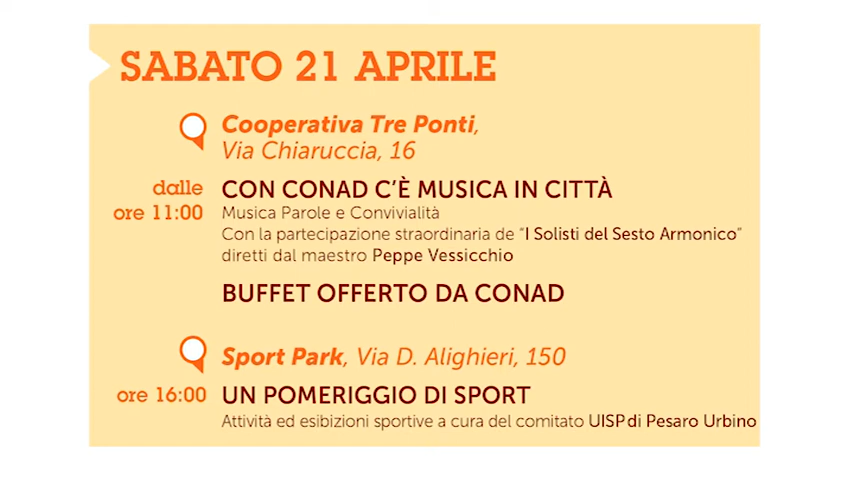 SABATO 21 APRILE
Cooperativa Tre Ponti,
Via Chiaruccia, 16
dalle
ore 11:00
CON CONAD C'È MUSICA IN CITTÀ
Musica Parole e Convivialità
Con la partecipazione straordinaria de "I Solisti del Sesto Armonico"
diretti dal maestro Peppe Vessicchio
BUFFET OFFERTO DA CONAD
Sport Park, Via D. Alighieri, 150
ore 16:00 UN POMERIGGIO DI SPORT
Attività ed esibizioni sportive a cura del comitato UISP di Pesaro Urbino